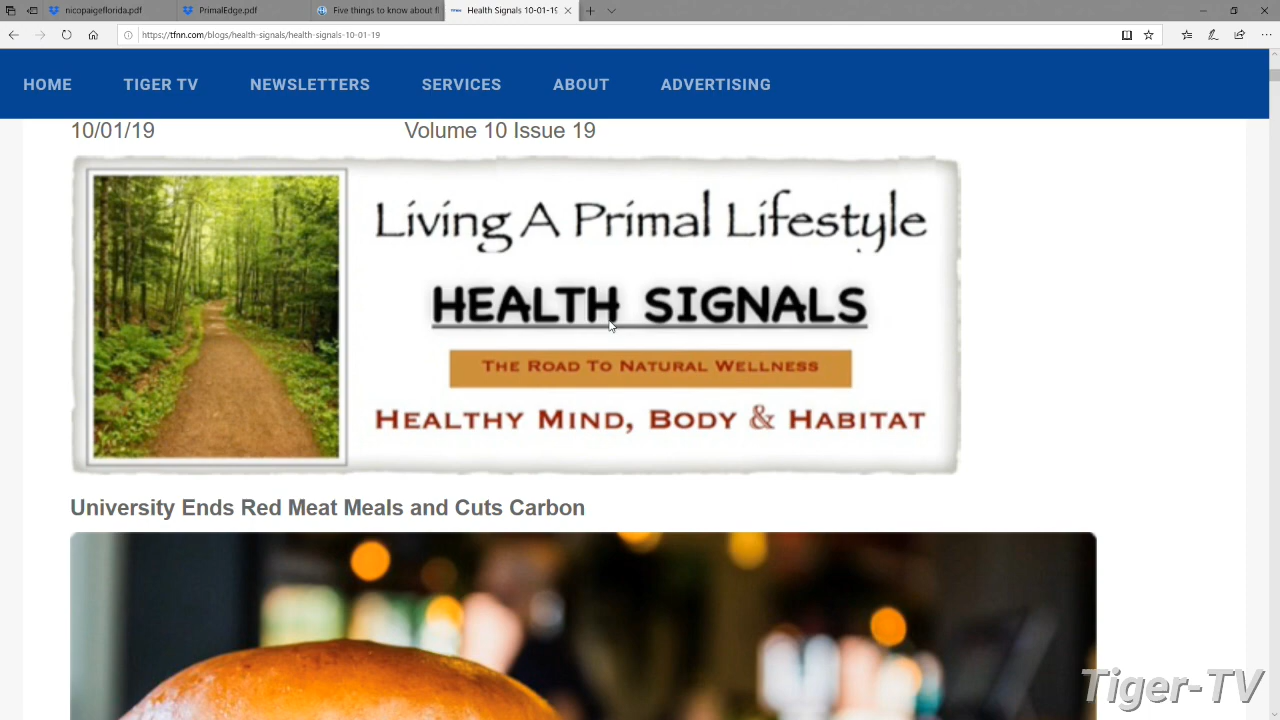 nicopaigeflorida.pdf
PrimalEdge.pdf
Five things to know about fl
Health Signals 10-01-19
https://tfnn.com/blogs/health-signals/health-signals-10-01-19
HOME TIGER TV NEWSLETTERS SERVICES ABOUT ADVERTISING
10/01/19 Volume 10 Issue 19
Living A Primal Lifestyle
HEALTH SIGNALS
The Road To Natural Wellness
Healthy Mind, Body & Habitat
University Ends Red Meat Meals and Cuts Carbon
Tiger-TV